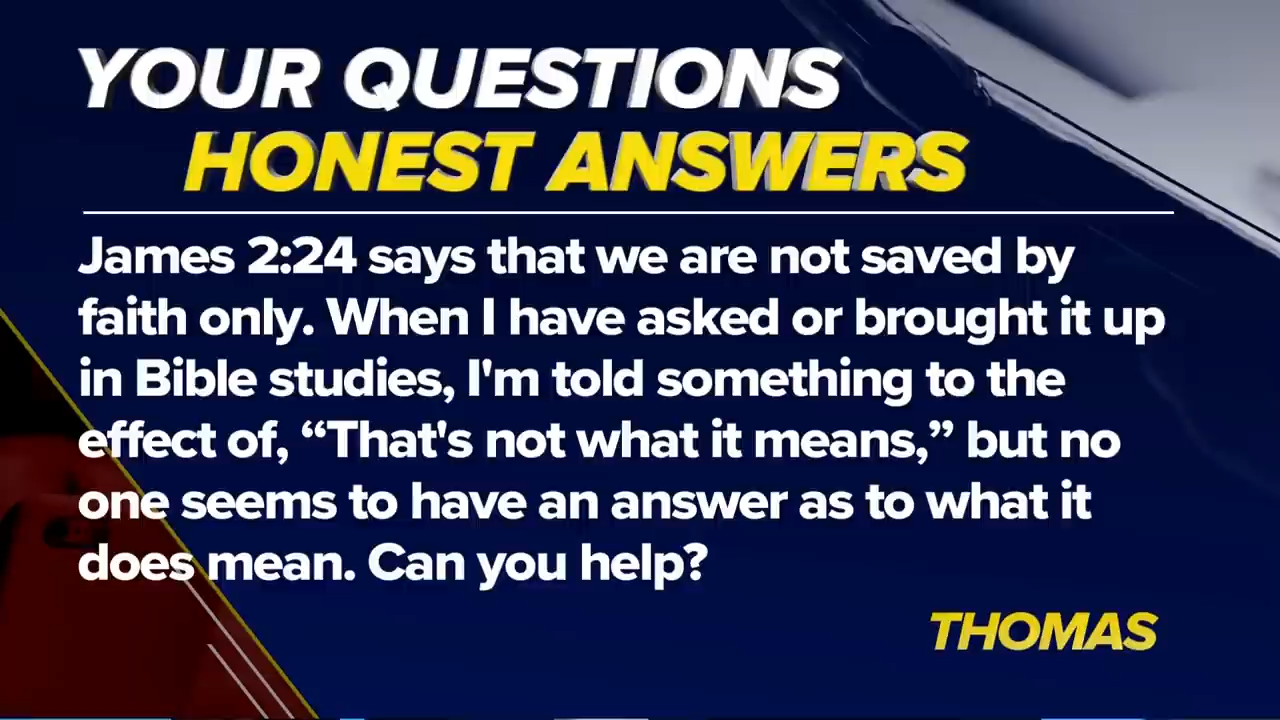 YOUR QUESTIONS
HONEST ANSWERS
James 2:24 says that we are not saved by
faith only. When I have asked or brought it up
in Bible studies, I'm told something to the
effect of, “That's not what it means,” but no
one seems to have an answer as to what it
does mean. Can you help?
THOMAS